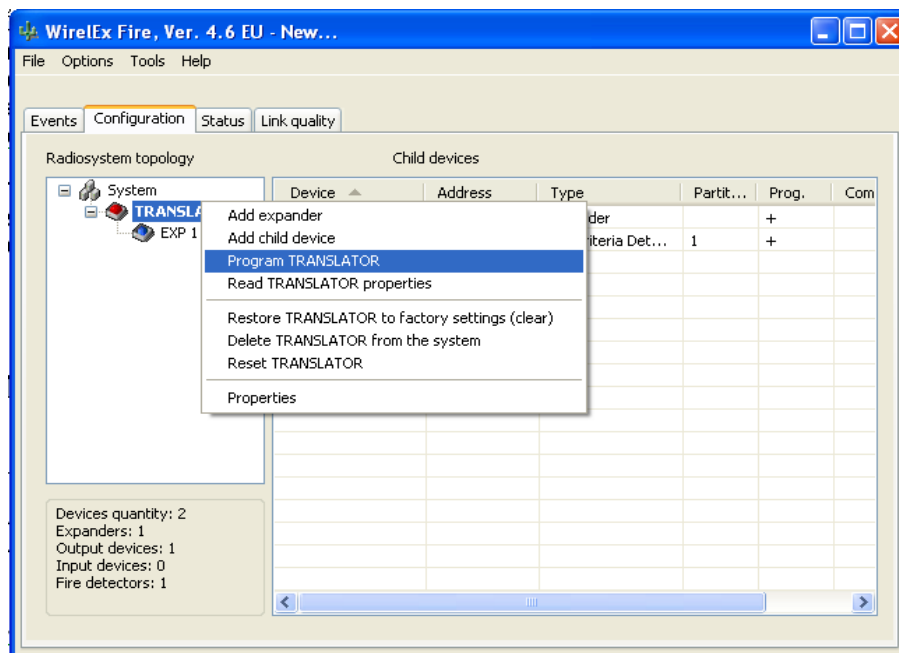 WirelEx Fire, Ver. 4.6 EU - New...
File Options Tools Help
Events Configuration Status Link quality
Radiosystem topology Child devices
System
TRANSLA
EXP 1
Device Address Type Partit... Prog. Com
der +
iteria Det... 1 +
Add expander
Add child device
Program TRANSLATOR
Read TRANSLATOR properties
Restore TRANSLATOR to factory settings (clear)
Delete TRANSLATOR from the system
Reset TRANSLATOR
Properties
Devices quantity: 2
Expanders: 1
Output devices: 1
Input devices: 0
Fire detectors: 1